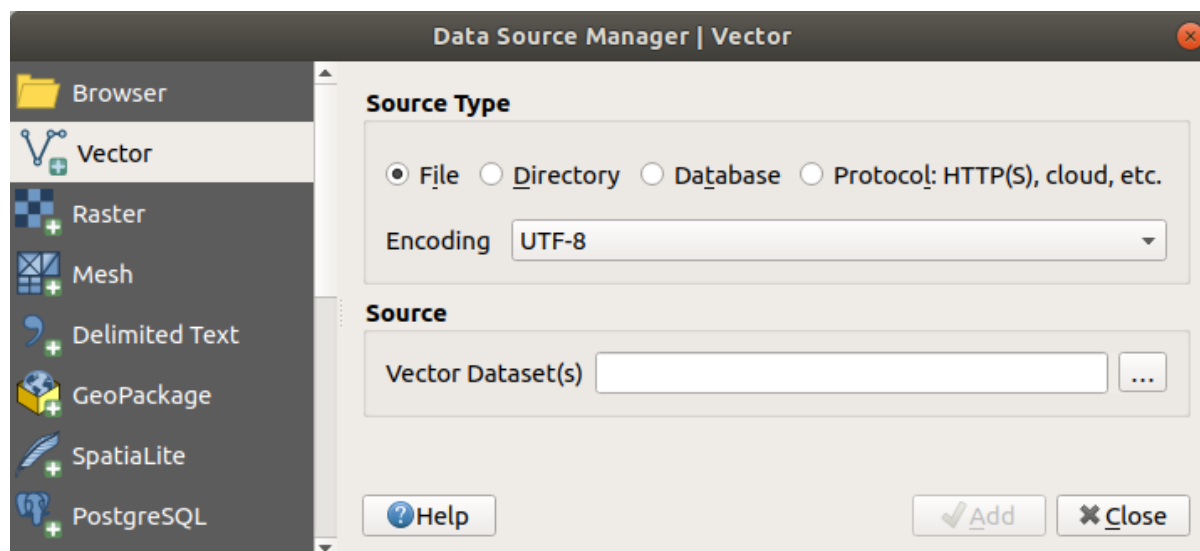 Data Source Manager | Vector
Browser
Vector
Raster
Mesh
Delimited Text
GeoPackage
SpatiaLite
PostgreSQL
Source Type
File Directory Database Protocol: HTTP(S), cloud, etc.
Encoding UTF-8
Source
Vector Dataset(s) ...
Help Add Close